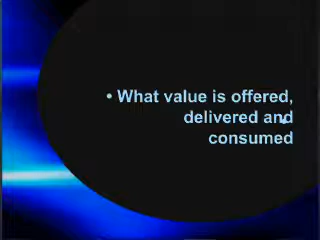 • What value is offered,
delivered and
consumed